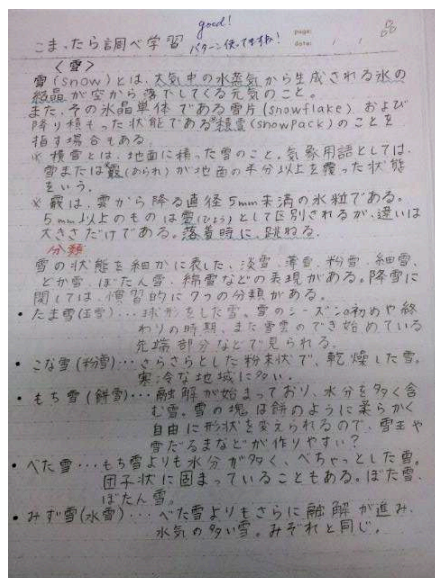 good!
page:
こまったら調べ学習 パターン使ってますね!
date: / /
〈雪〉
雪(snow)とは、大気中の水蒸気から生成される氷の
結晶が空から落下してくる天気のこと。
また、その氷晶単体である雪片(snowflake)および
降り積もった状態である*積雪(snowpack)のことを
指す場合もある。
※ 積雪とは、地面に積った雪のこと。気象用語としては、
雪または*霰(あられ)が地面の半分以上を覆った状態
をいう。
※ 霰は、雲から降る直径5mm未満の氷粒である。
5mm以上のものは雹(ひょう)として区別されるが、違いは
大きさだけである。落着時に、跳ねる。
分類
雪の状態を細かに表した、淡雪、薄雪、粉雪、細雪、
どか雪、ぼたん雪、綿雪などの表現がある。降雪に
関しては、慣習的に7つの分類がある。
• たま雪(玉雪)…球形をした雪。雪のシーズンの初めや終
わりの時期、また雪雲のでき始めている
先端部分などで見られる。
• こな雪(粉雪)…さらさらとした粉末状で、乾燥した雪。
寒冷な地域に多い。
• もち雪(餅雪)…融解が始まっており、水分を多く含
む雪。雪の塊は餅のように柔らかく
自由に形状を変えられるので、雪玉や
雪だるまなどが作りやすい?
• べた雪…もち雪よりも水分が多く、べちゃっとした雪。
団子状に固まっていることもある。ぼた雪、
ぼたん雪。
• みず雪(水雪)…べた雪よりもさらに融解が進み、
水気の多い雪。みぞれと同じ。